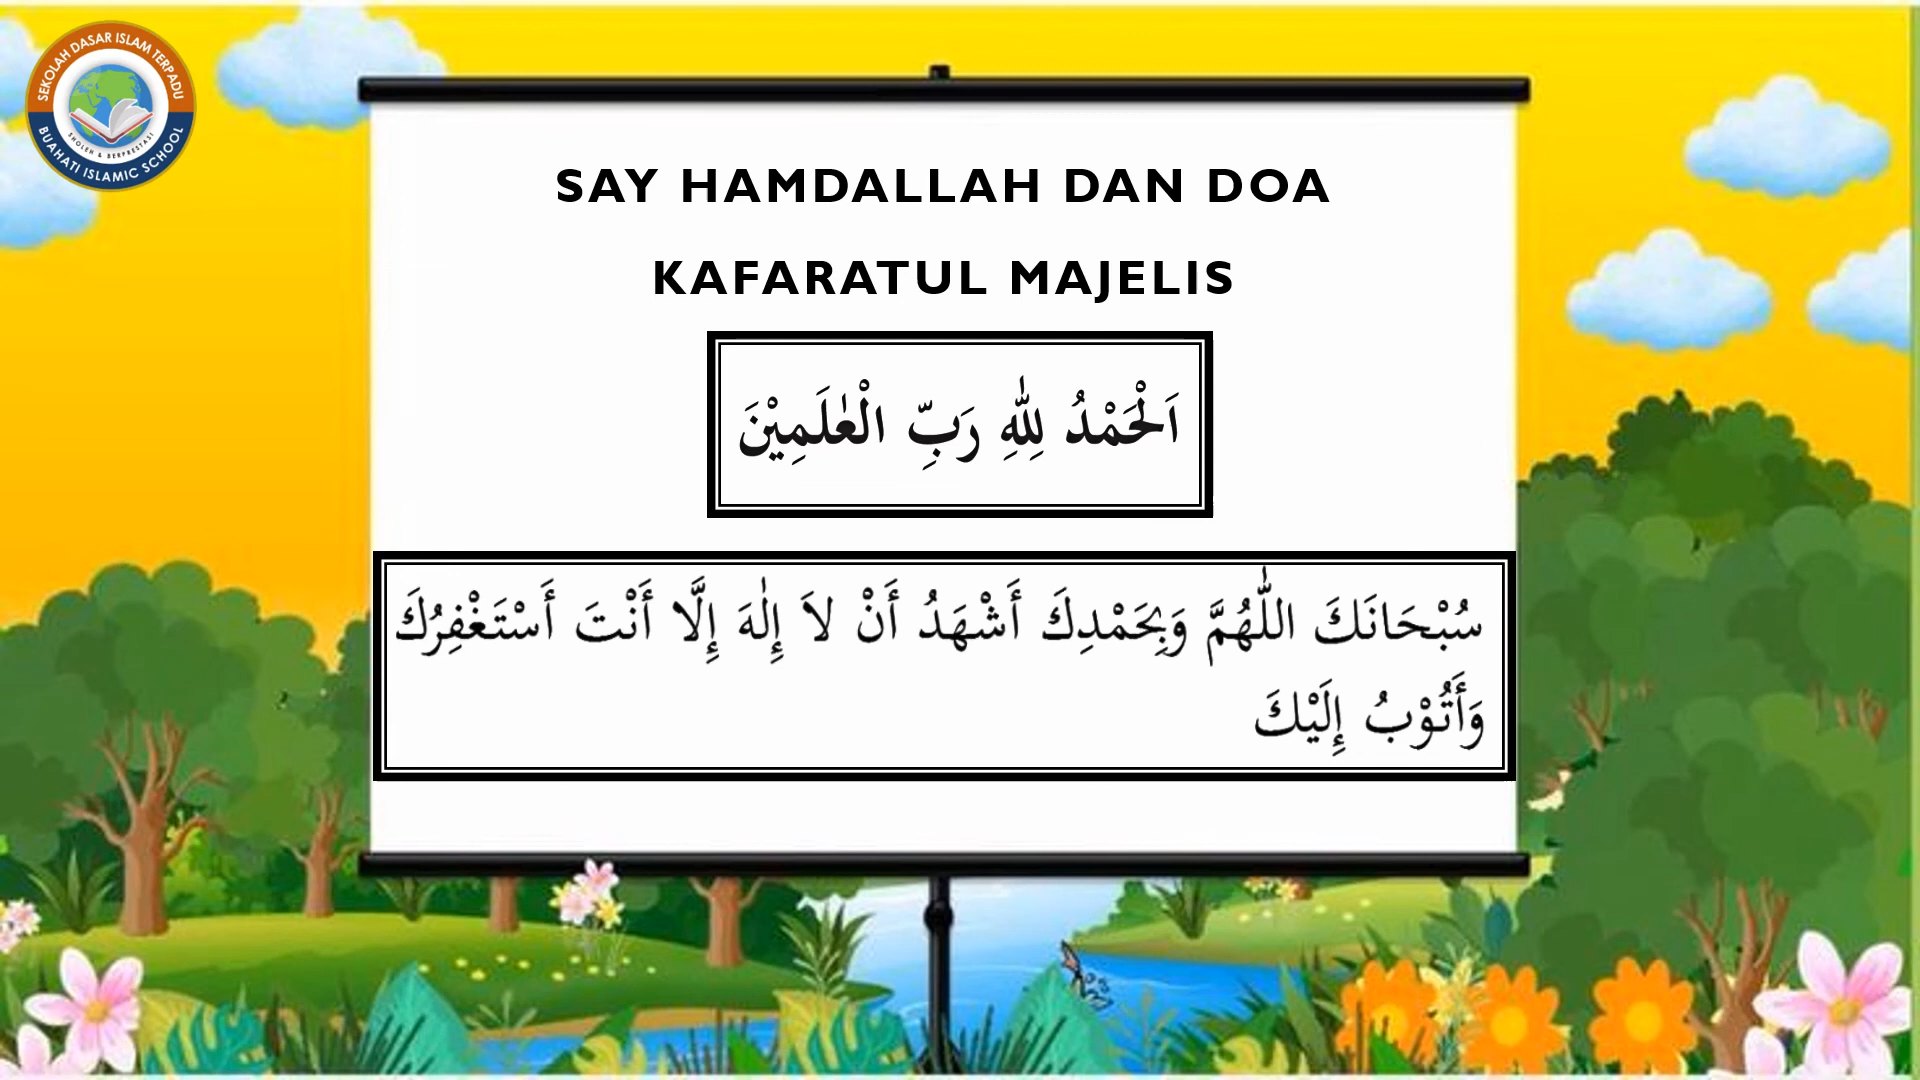 SEKOLAH DASAR ISLAM TERPADU
SHOLEH & BERPRESTASI
BUAHATI ISLAMIC SCHOOL
SAY HAMDALLAH DAN DOA
KAFARATUL MAJELIS
اَلْحَمْدُ لِلّٰهِ رَبِّ الْعٰلَمِيْنَ
سُبْحَانَكَ اللّٰهُمَّ وَبِحَمْدِكَ أَشْهَدُ أَنْ لاَ إِلٰهَ إِلَّا أَنْتَ أَسْتَغْفِرُكَ
وَأَتُوْبُ إِلَيْكَ